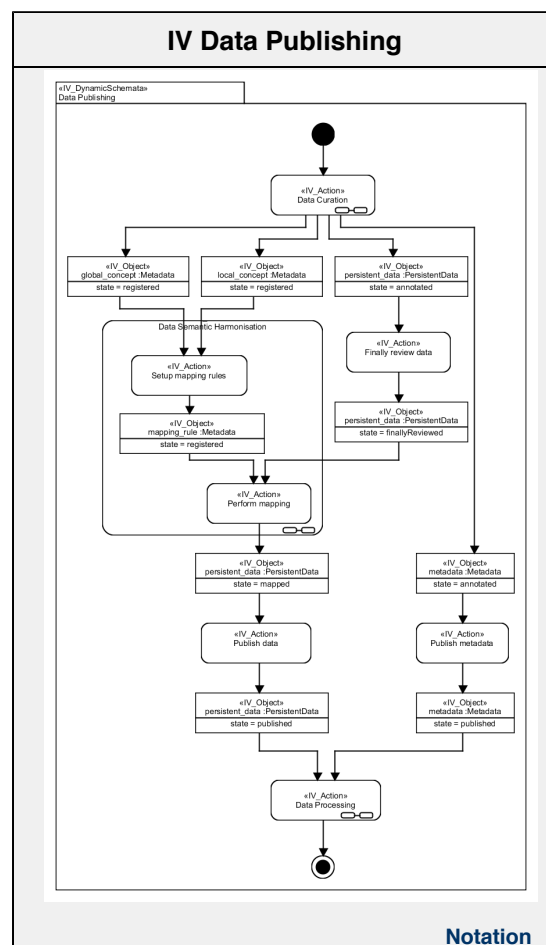 IV Data Publishing
«IV_DynamicSchemata»
Data Publishing
«IV_Action»
Data Curation
«IV_Object»
global_concept :Metadata
state = registered
«IV_Object»
local_concept :Metadata
state = registered
«IV_Object»
persistent_data :PersistentData
state = annotated
Data Semantic Harmonisation
«IV_Action»
Setup mapping rules
«IV_Action»
Finally review data
«IV_Object»
mapping_rule :Metadata
state = registered
«IV_Object»
persistent_data :PersistentData
state = finallyReviewed
«IV_Action»
Perform mapping
«IV_Object»
persistent_data :PersistentData
state = mapped
«IV_Object»
metadata :Metadata
state = annotated
«IV_Action»
Publish data
«IV_Action»
Publish metadata
«IV_Object»
persistent_data :PersistentData
state = published
«IV_Object»
metadata :Metadata
state = published
«IV_Action»
Data Processing
Notation